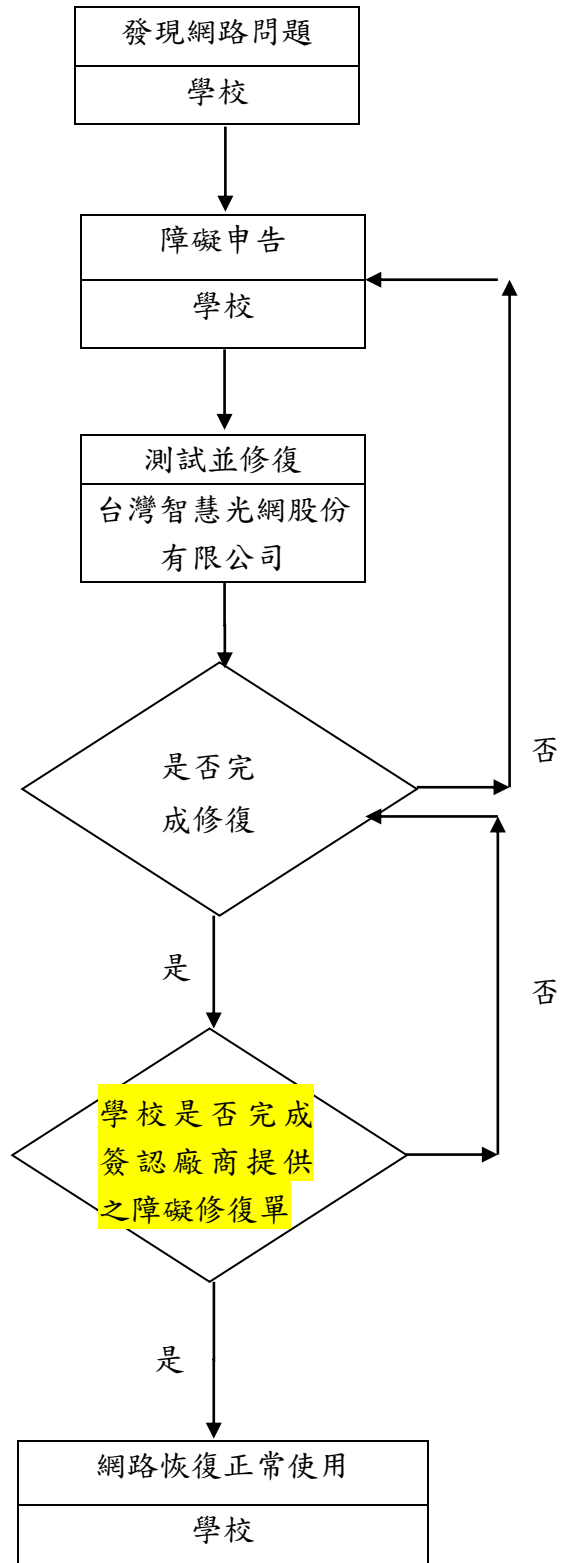 發現網路問題
學校
障礙申告
學校
測試並修復
台灣智慧光網股份
有限公司
是否完
成修復
否
是
否
學校是否完成
簽認廠商提供
之障礙修復單
是
網路恢復正常使用
學校